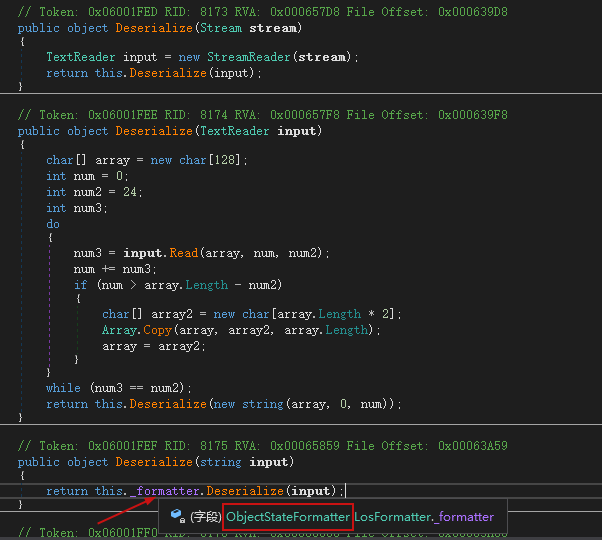 // Token: 0x06001FED RID: 8173 RVA: 0x000657D8 File Offset: 0x000639D8
public object Deserialize(Stream stream)
{
TextReader input = new StreamReader(stream);
return this.Deserialize(input);
}
// Token: 0x06001FEE RID: 8174 RVA: 0x000657F8 File Offset: 0x000639F8
public object Deserialize(TextReader input)
{
char[] array = new char[128];
int num = 0;
int num2 = 24;
int num3;
do
{
num3 = input.Read(array, num, num2);
num += num3;
if (num > array.Length - num2)
{
char[] array2 = new char[array.Length * 2];
Array.Copy(array, array2, array.Length);
array = array2;
}
}
while (num3 == num2);
return this.Deserialize(new string(array, 0, num));
}
// Token: 0x06001FEF RID: 8175 RVA: 0x00065859 File Offset: 0x00063A59
public object Deserialize(string input)
{
return this._formatter.Deserialize(input);
}
(字段) ObjectStateFormatter LosFormatter._formatter
// Token: 0x06001FF0